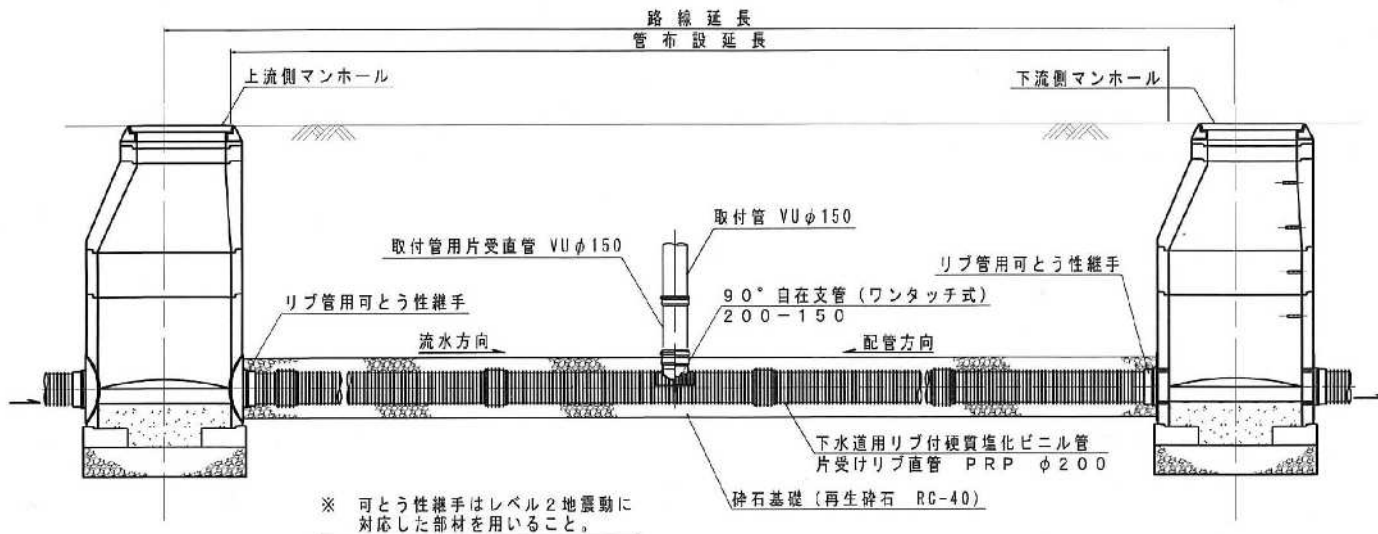 路線延長
管布設延長
上流側マンホール
下流側マンホール
取付管 VUφ150
取付管用片受直管 VUφ150
リブ管用可とう性継手
リブ管用可とう性継手
90°自在支管(ワンタッチ式)
200-150
流水方向
配管方向
下水道用リブ付硬質塩化ビニル管
片受けリブ直管 PRP φ200
砕石基礎(再生砕石 RC-40)
※ 可とう性継手はレベル2地震動に
対応した部材を用いること。